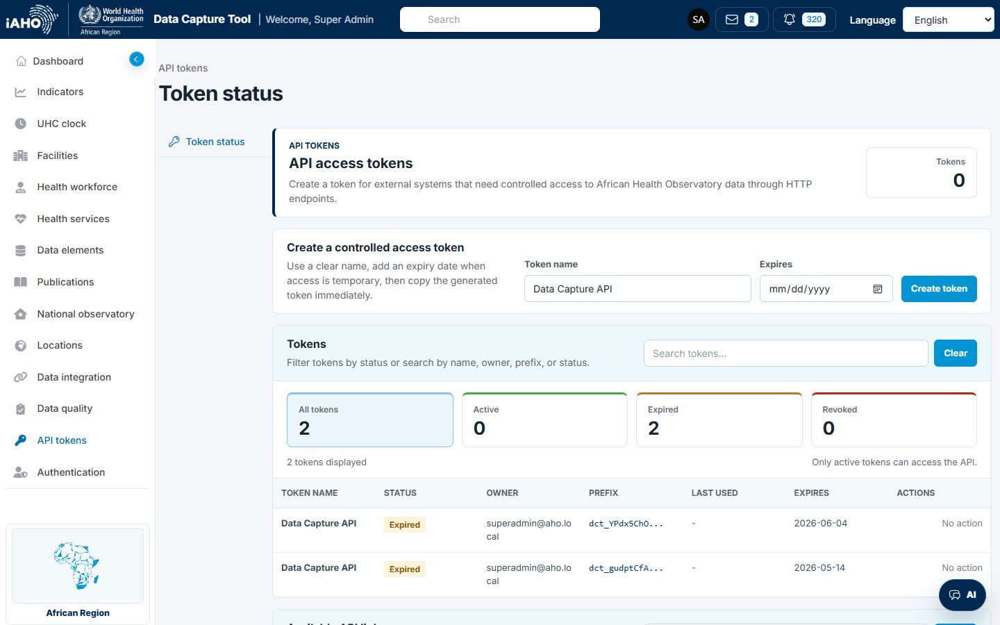 iAHO
World Health
Organization
African Region
Data Capture Tool
Welcome, Super Admin
Search
SA
2
320
Language
English
Dashboard
Indicators
UHC clock
Facilities
Health workforce
Health services
Data elements
Publications
National observatory
Locations
Data integration
Data quality
API tokens
Authentication
African Region
API tokens
Token status
Token status
API TOKENS
API access tokens
Create a token for external systems that need controlled access to African Health Observatory data through HTTP
endpoints.
Tokens
0
Create a controlled access token
Use a clear name, add an expiry date when
access is temporary, then copy the generated
token immediately.
Token name
Data Capture API
Expires
mm/dd/yyyy
Create token
Tokens
Filter tokens by status or search by name, owner, prefix, or status.
Search tokens...
Clear
All tokens
2
Active
0
Expired
2
Revoked
0
2 tokens displayed
Only active tokens can access the API.
TOKEN NAME STATUS OWNER PREFIX LAST USED EXPIRES ACTIONS
Data Capture API Expired superadmin@aho.lo
cal dct_YPdx5ChO... - 2026-06-04 No action
Data Capture API Expired superadmin@aho.lo
cal dct_gudptCfA... - 2026-05-14 No action
AI